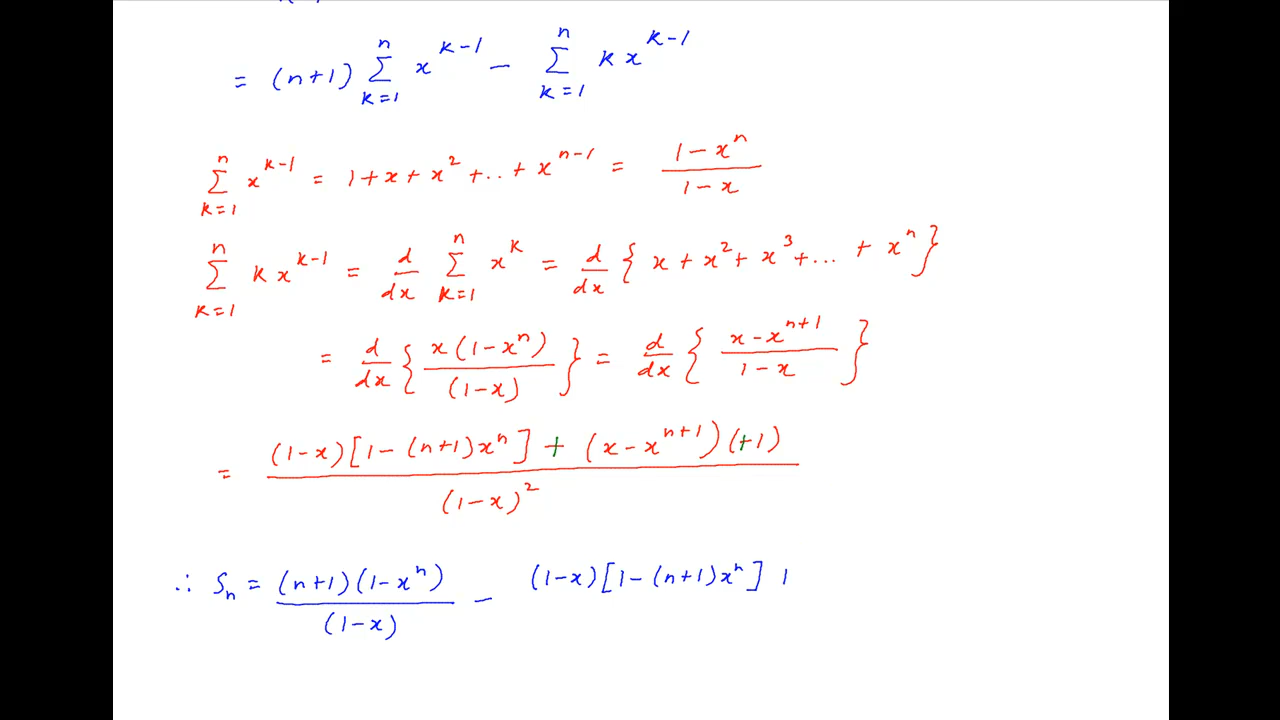 = (n+1) Σ_{k=1}^{n} x^{k-1} - Σ_{k=1}^{n} k x^{k-1}
Σ_{k=1}^{n} x^{k-1} = 1 + x + x^2 + .. + x^{n-1} = (1 - x^n)/(1 - x)
Σ_{k=1}^{n} k x^{k-1} = d/dx Σ_{k=1}^{n} x^k = d/dx { x + x^2 + x^3 + ... + x^n }
= d/dx { x(1 - x^n)/(1-x) } = d/dx { (x - x^{n+1})/(1 - x) }
= ((1-x)[1 - (n+1)x^n] + (x - x^{n+1})(+1))/(1-x)^2
∴ S_n = (n+1)(1-x^n)/(1-x) - (1-x)[1-(n+1)x^n]